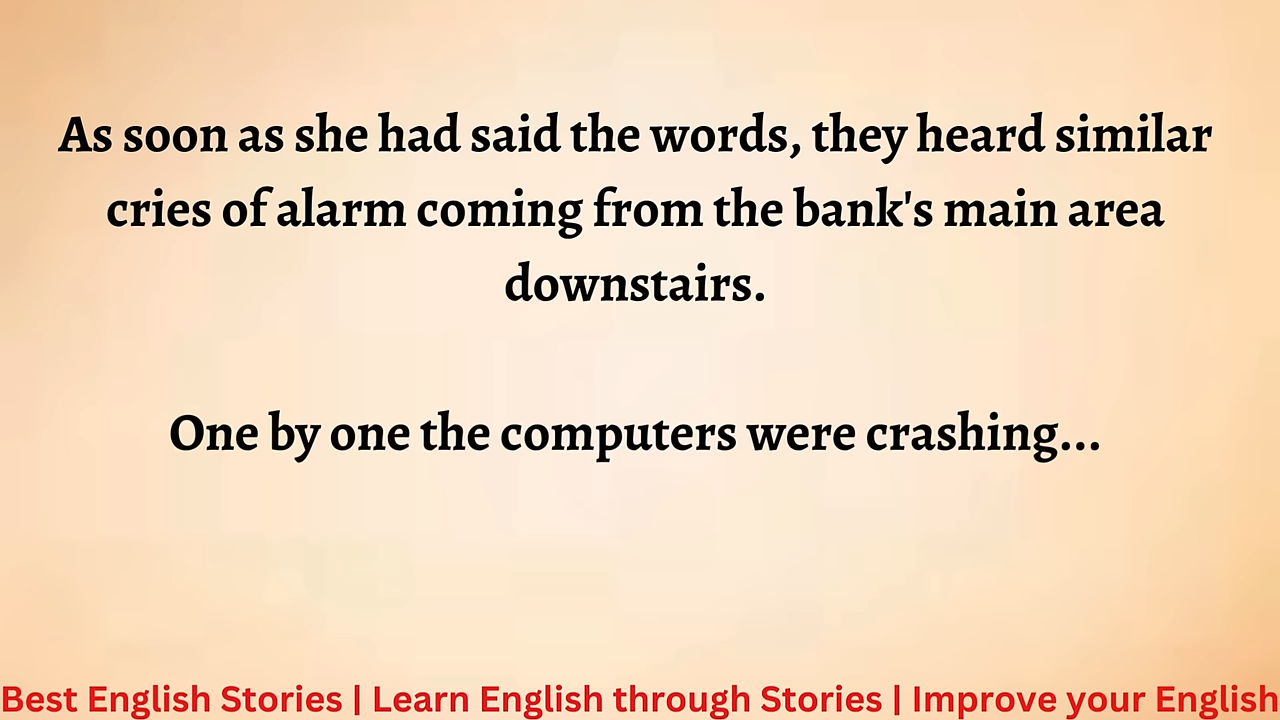 As soon as she had said the words, they heard similar
cries of alarm coming from the bank's main area
downstairs.
One by one the computers were crashing...
Best English Stories | Learn English through Stories | Improve your English